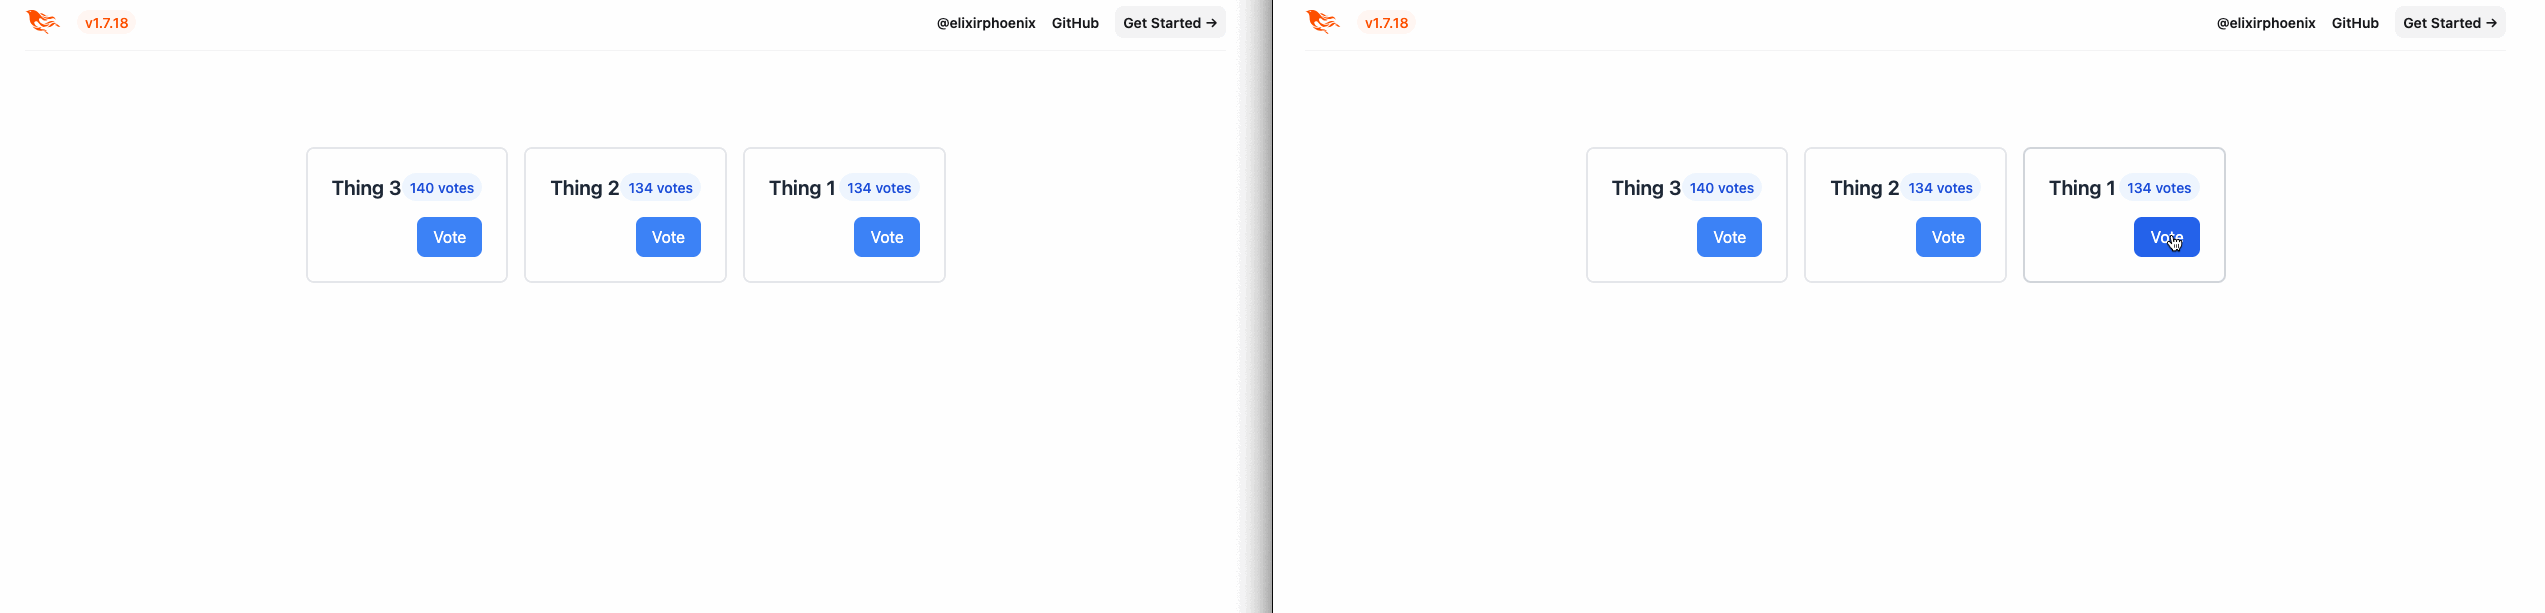 v1.7.18 @elixirphoenix GitHub Get Started →
Thing 3 140 votes Thing 2 134 votes Thing 1 134 votes
Vote Vote Vote
v1.7.18 @elixirphoenix GitHub Get Started →
Thing 3 140 votes Thing 2 134 votes Thing 1 134 votes
Vote Vote Vote